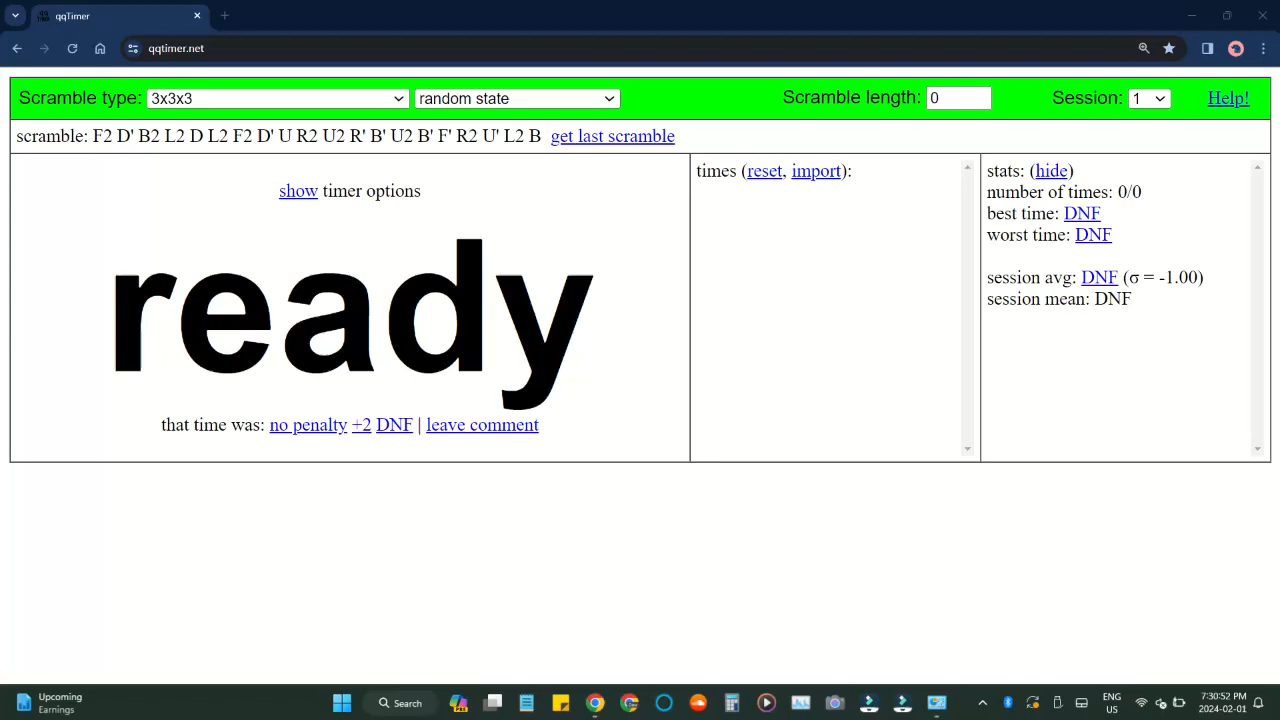 qqTimer
qqtimer.net
Scramble type: 3x3x3 random state Scramble length: 0 Session: 1 Help!
scramble: F2 D' B2 L2 D L2 F2 D' U R2 U2 R' B' U2 B' F' R2 U' L2 B get last scramble
show timer options
ready
that time was: no penalty +2 DNF | leave comment
times (reset, import):
stats: (hide)
number of times: 0/0
best time: DNF
worst time: DNF
session avg: DNF (σ = -1.00)
session mean: DNF
Upcoming
Earnings
Search
PRE
ENG
US
7:30:52 PM
2024-02-01